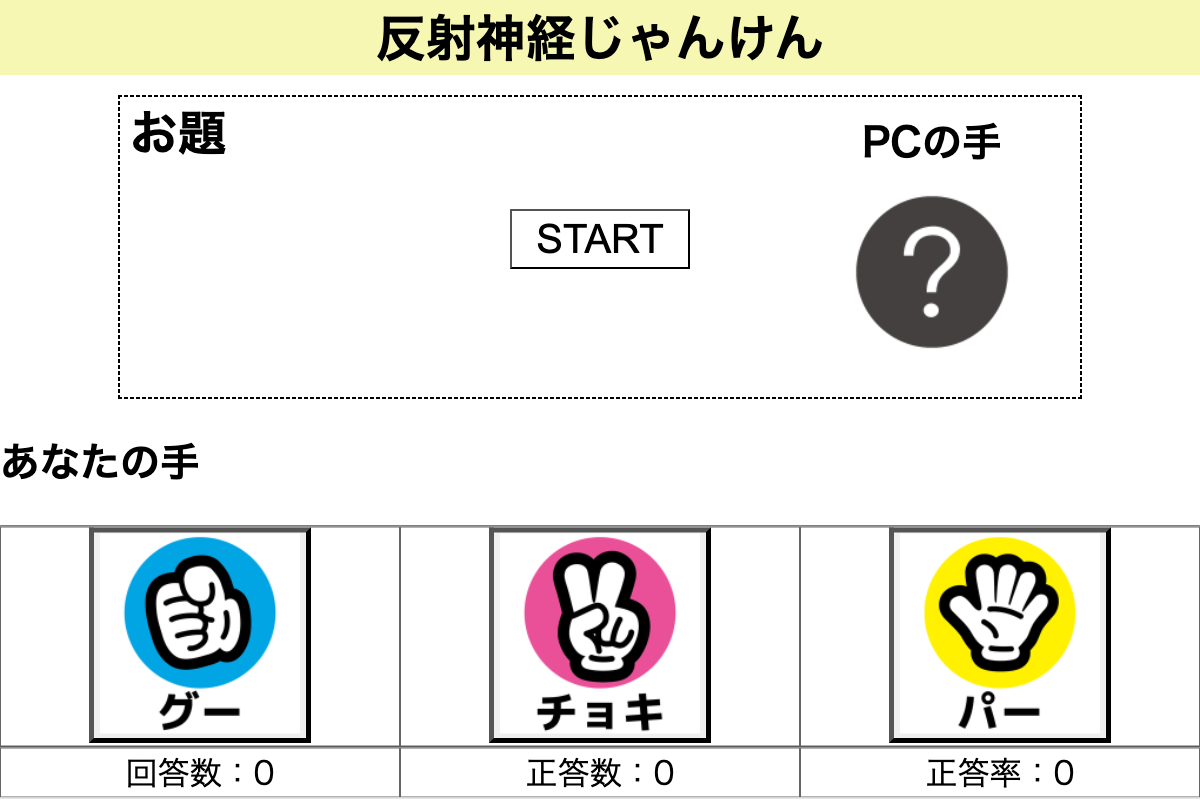 反射神経じゃんけん
お題
PCの手
START
?
あなたの手
グー
チョキ
パー
回答数：0
正答数：0
正答率：0